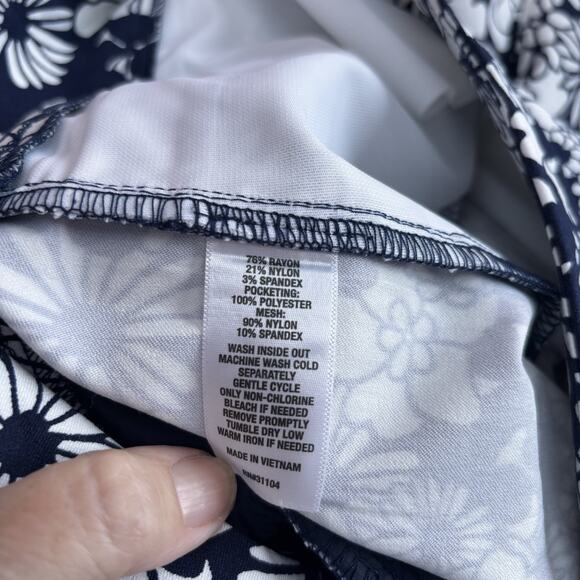 76% RAYON
21% NYLON
3% SPANDEX
POCKETING:
100% POLYESTER
MESH:
90% NYLON
10% SPANDEX
WASH INSIDE OUT
MACHINE WASH COLD
SEPARATELY
GENTLE CYCLE
ONLY NON-CHLORINE
BLEACH IF NEEDED
REMOVE PROMPTLY
TUMBLE DRY LOW
WARM IRON IF NEEDED
MADE IN VIETNAM
RN#31104